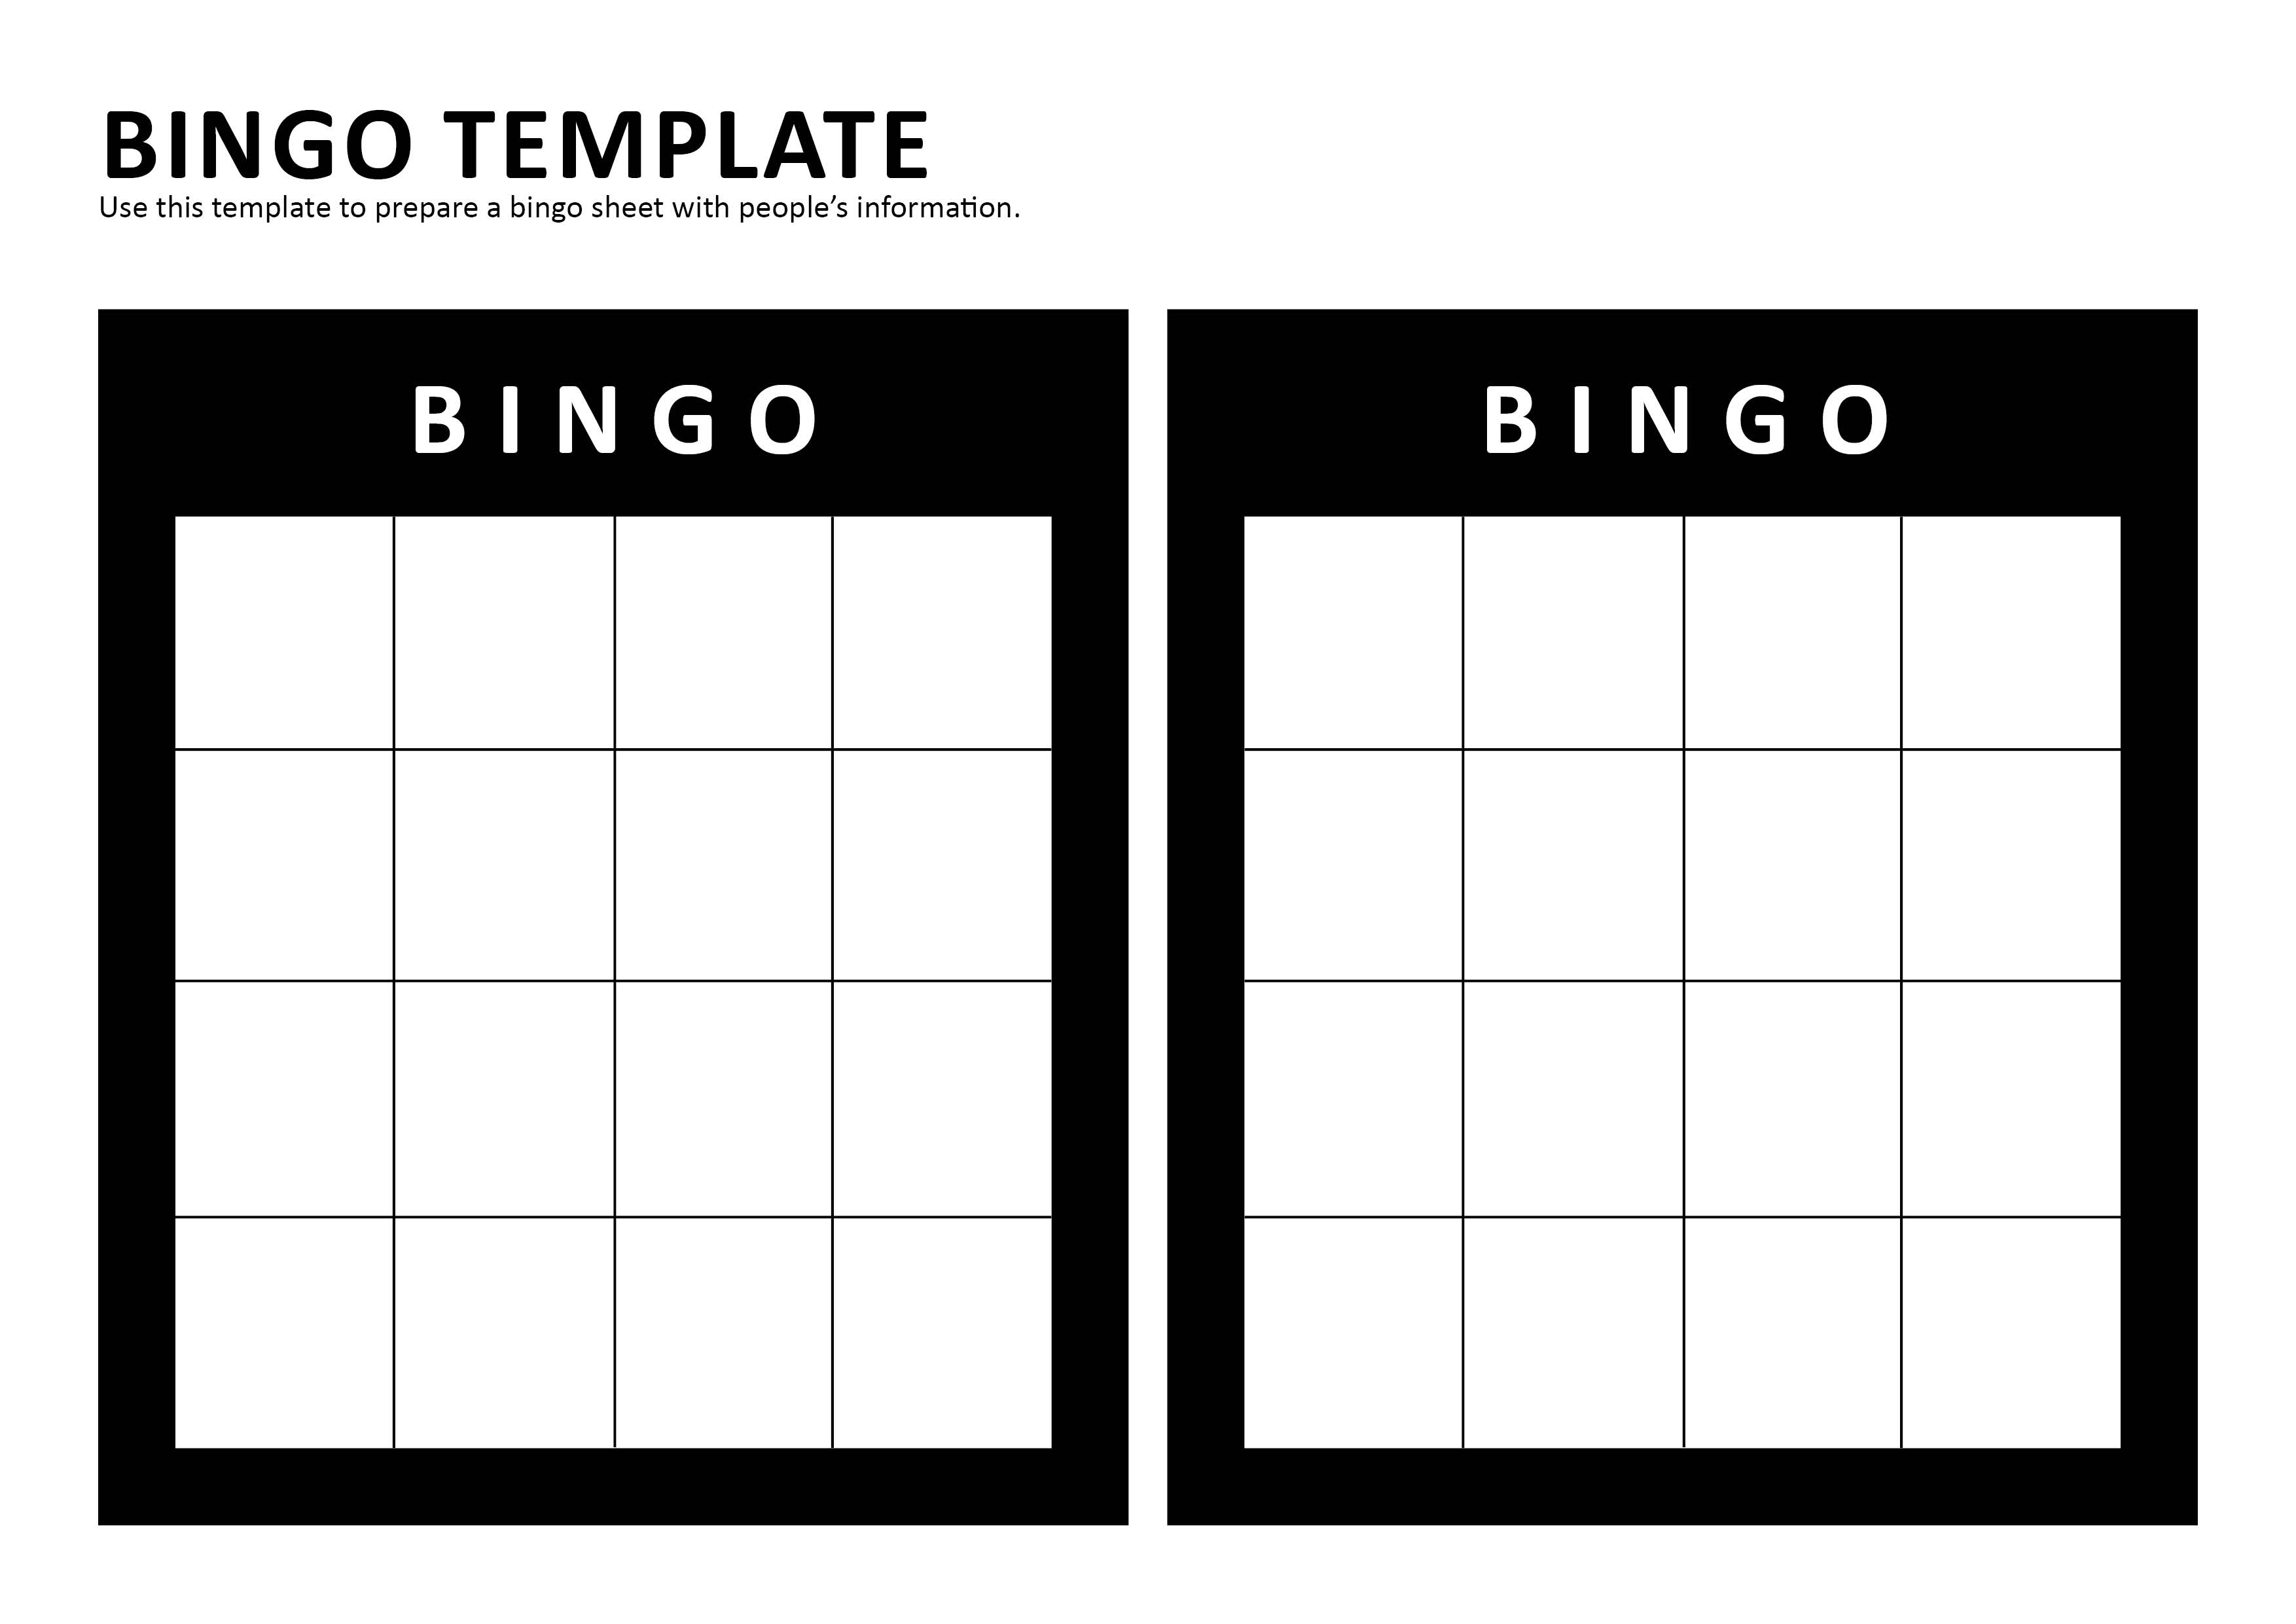 BINGO TEMPLATE
Use this template to prepare a bingo sheet with people’s information.
BINGO
BINGO